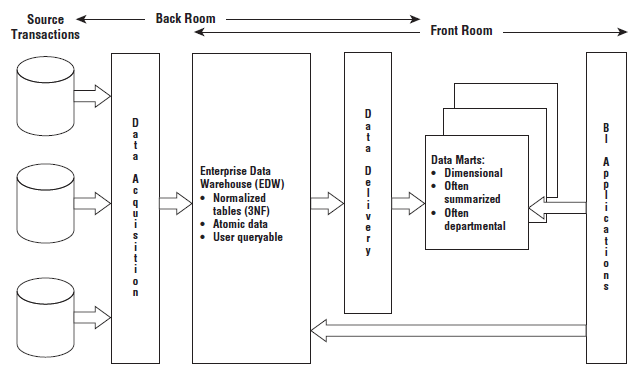 Source
Transactions
Back Room
Front Room
Data Acquisition
Enterprise Data
Warehouse (EDW)
• Normalized
tables (3NF)
• Atomic data
• User queryable
Data Delivery
Data Marts:
• Dimensional
• Often
summarized
• Often
departmental
BI Applications